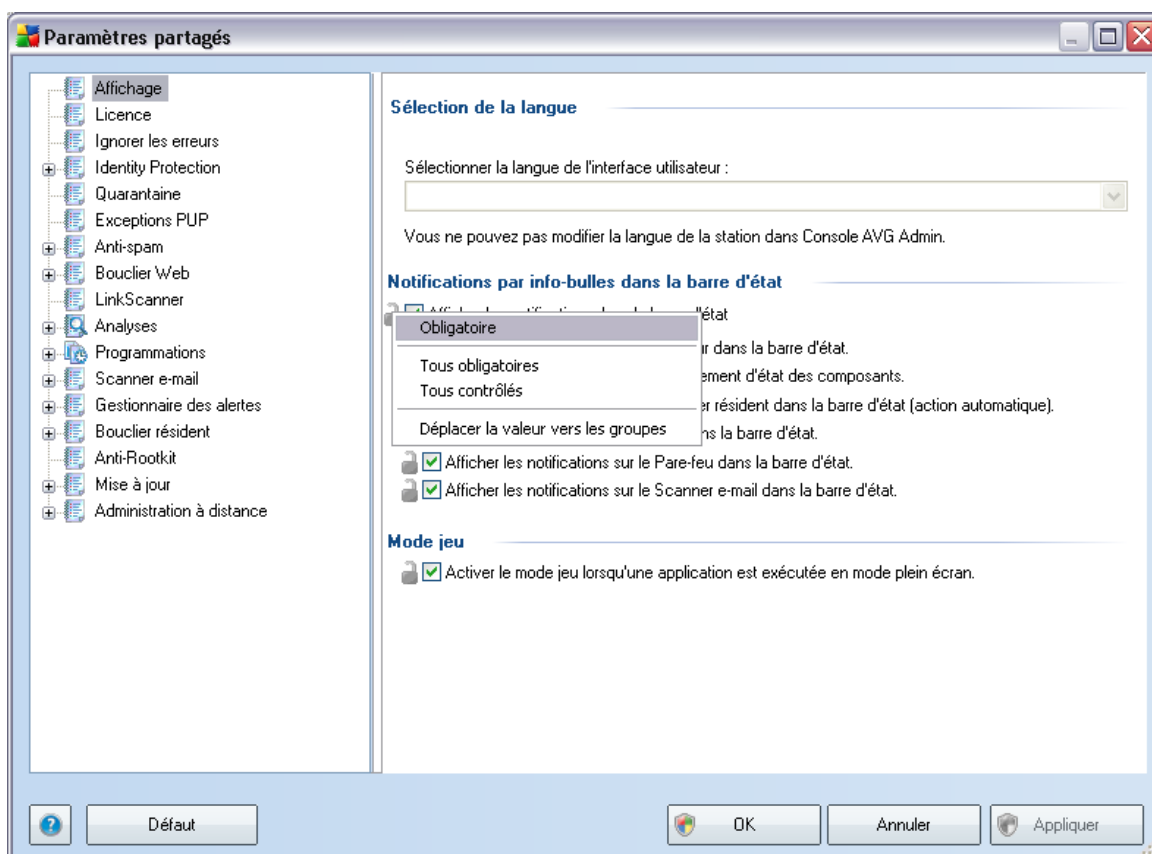 Paramètres partagés
Affichage
Licence
Ignorer les erreurs
Identity Protection
Quarantaine
Exceptions PUP
Anti-spam
Bouclier Web
LinkScanner
Analyses
Programmations
Scanner e-mail
Gestionnaire des alertes
Bouclier résident
Anti-Rootkit
Mise à jour
Administration à distance
Sélection de la langue
Sélectionner la langue de l'interface utilisateur :
Vous ne pouvez pas modifier la langue de la station dans Console AVG Admin.
Notifications par info-bulles dans la barre d'état
l'état
Obligatoire
dans la barre d'état.
Tous obligatoires
d'état des composants.
Tous contrôlés
résident dans la barre d'état (action automatique).
Déplacer la valeur vers les groupes
la barre d'état.
Afficher les notifications sur le Pare-feu dans la barre d'état.
Afficher les notifications sur le Scanner e-mail dans la barre d'état.
Mode jeu
Activer le mode jeu lorsqu'une application est exécutée en mode plein écran.
Défaut
OK
Annuler
Appliquer